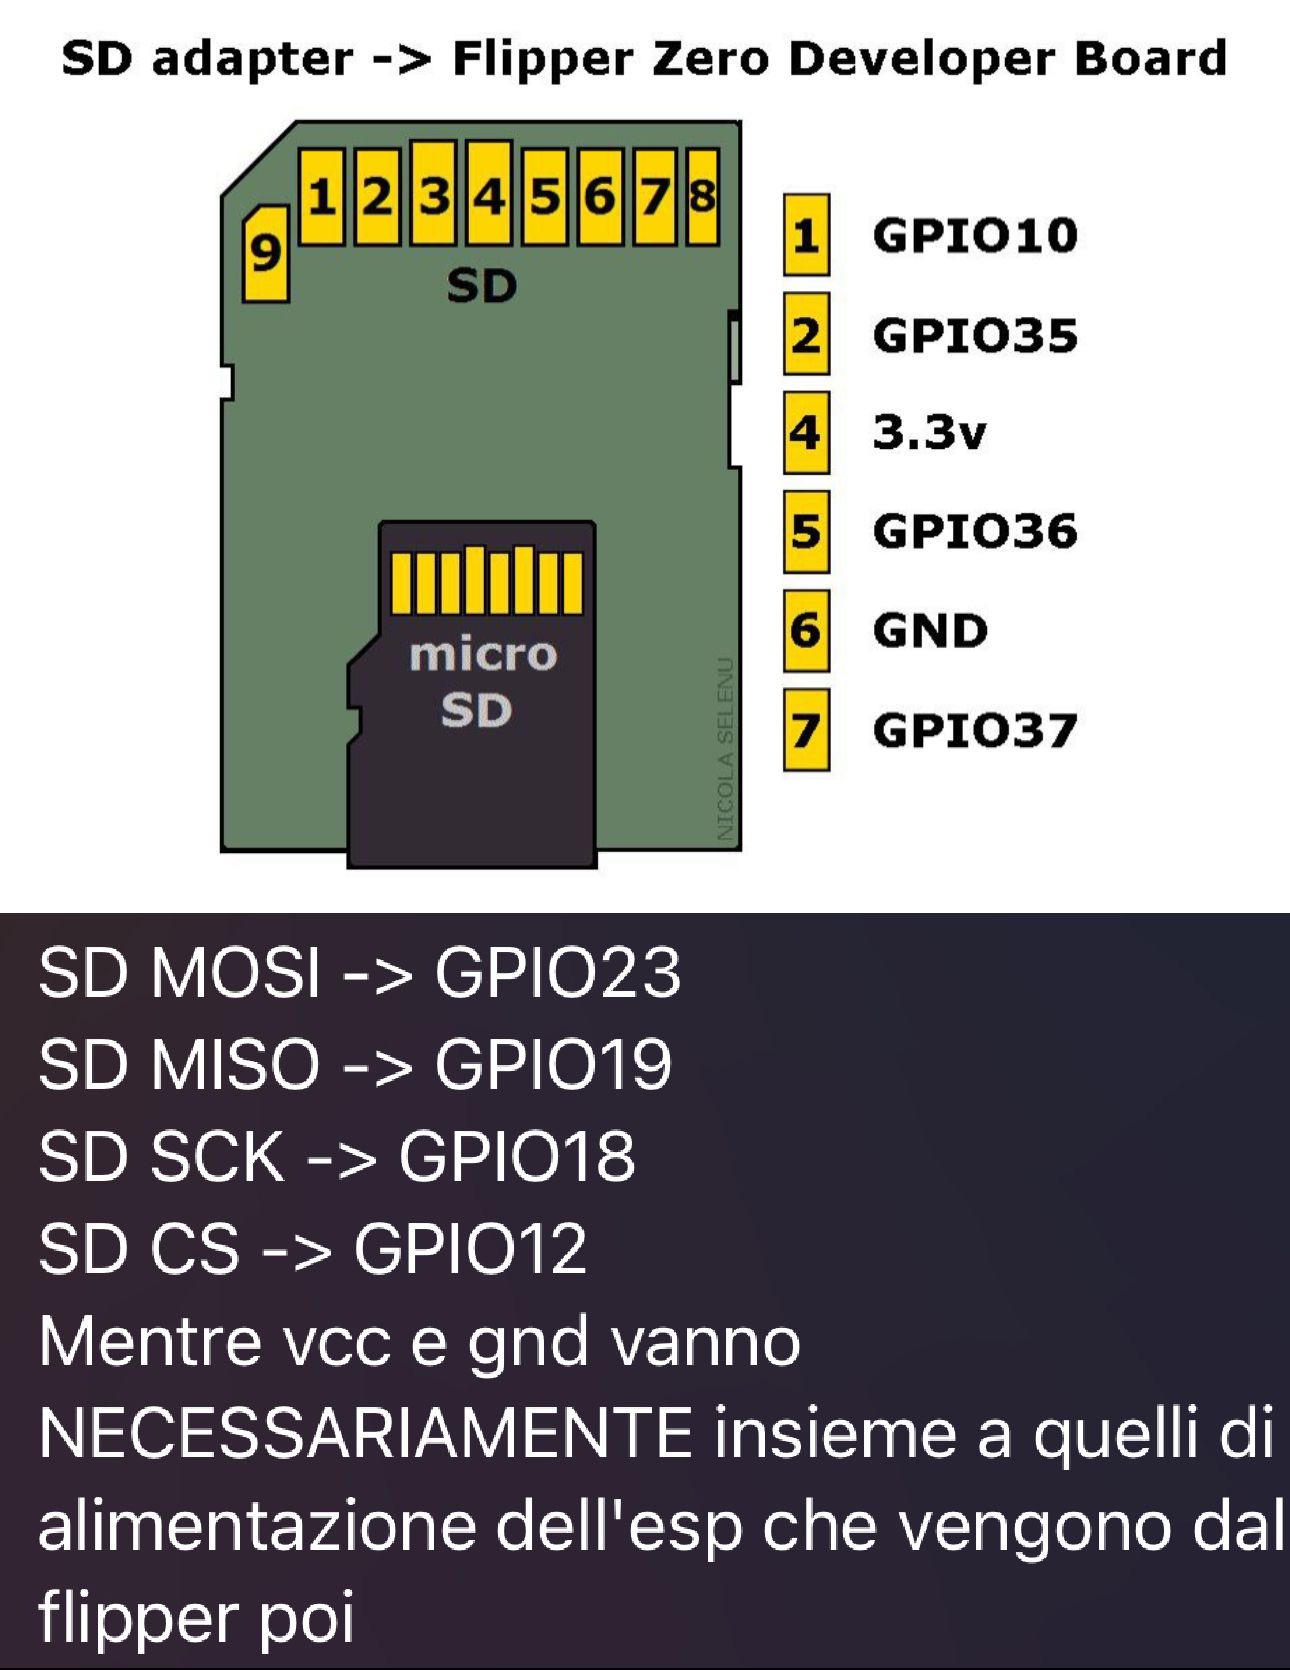 SD adapter -> Flipper Zero Developer Board
1 2 3 4 5 6 7 8
9
SD
micro
SD
NICOLA SELENU
1 GPIO10
2 GPIO35
4 3.3v
5 GPIO36
6 GND
7 GPIO37
SD MOSI -> GPIO23
SD MISO -> GPIO19
SD SCK -> GPIO18
SD CS -> GPIO12
Mentre vcc e gnd vanno
NECESSARIAMENTE insieme a quelli di
alimentazione dell'esp che vengono dal
flipper poi